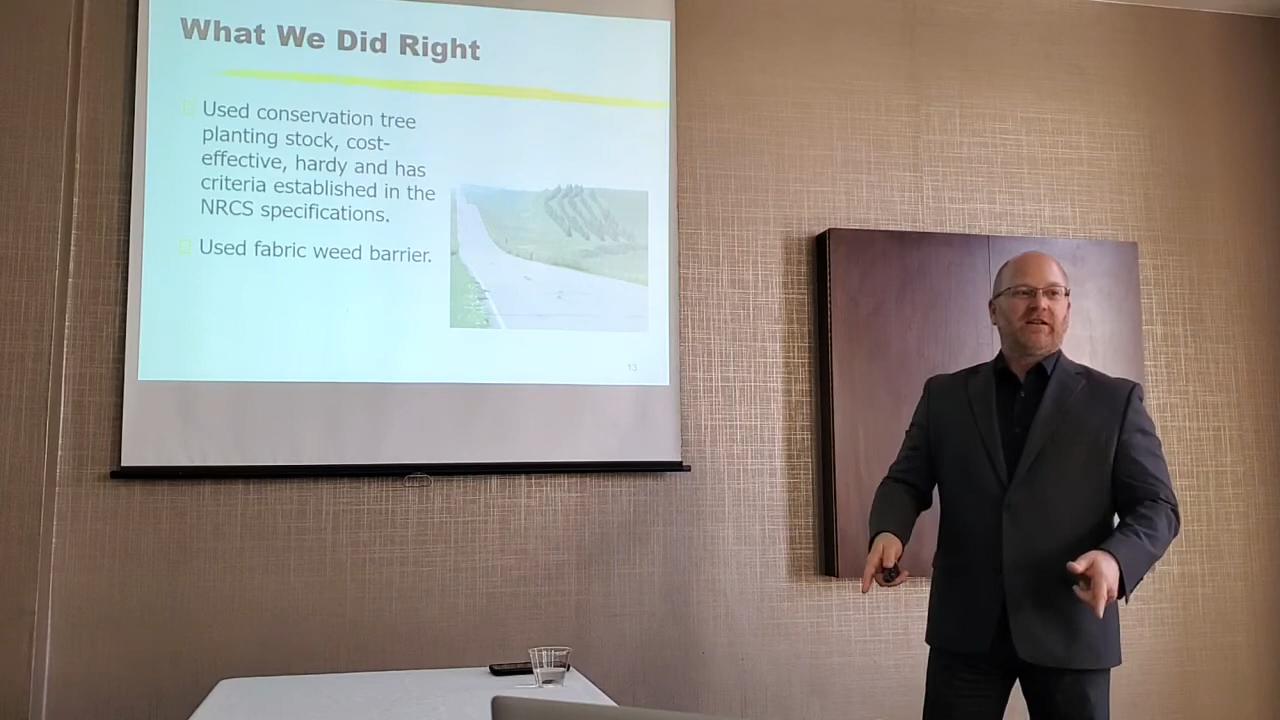 What We Did Right
Used conservation tree
planting stock, cost-
effective, hardy and has
criteria established in the
NRCS specifications.
Used fabric weed barrier.
13